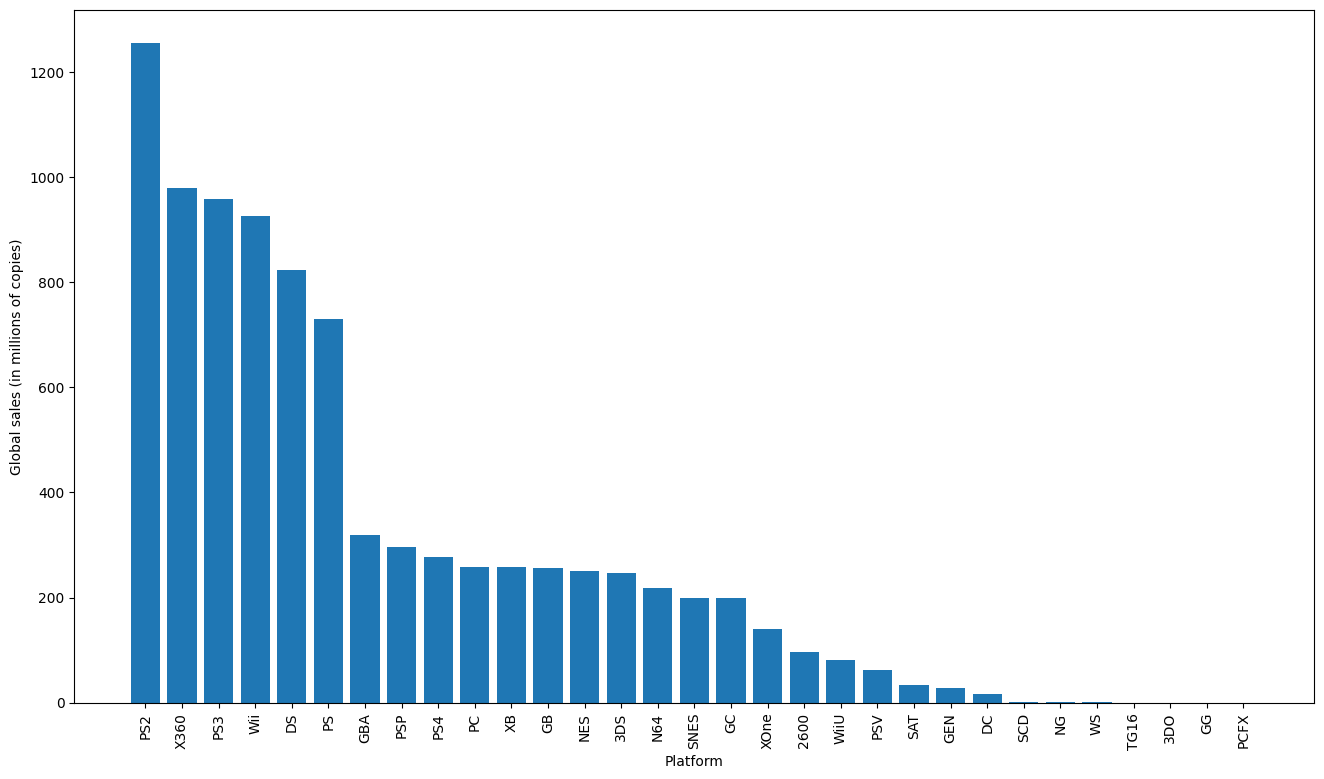 Global sales (in millions of copies)
1200
1000
800
600
400
200
0
PS2 X360 PS3 Wii DS PS GBA PSP PS4 PC XB GB NES 3DS N64 SNES GC XOne 2600 WiiU PSV SAT GEN DC SCD NG WS TG16 3DO GG PCFX
Platform